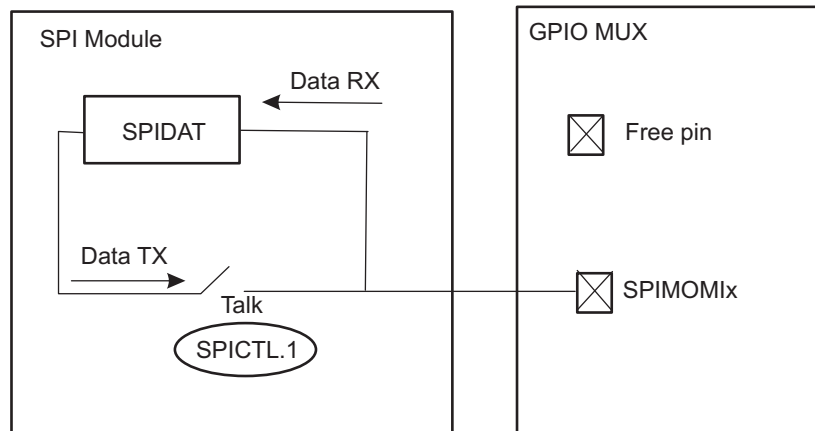 SPI Module
GPIO MUX
Data RX
SPIDAT
Free pin
Data TX
Talk
SPIMOMIx
SPICTL.1